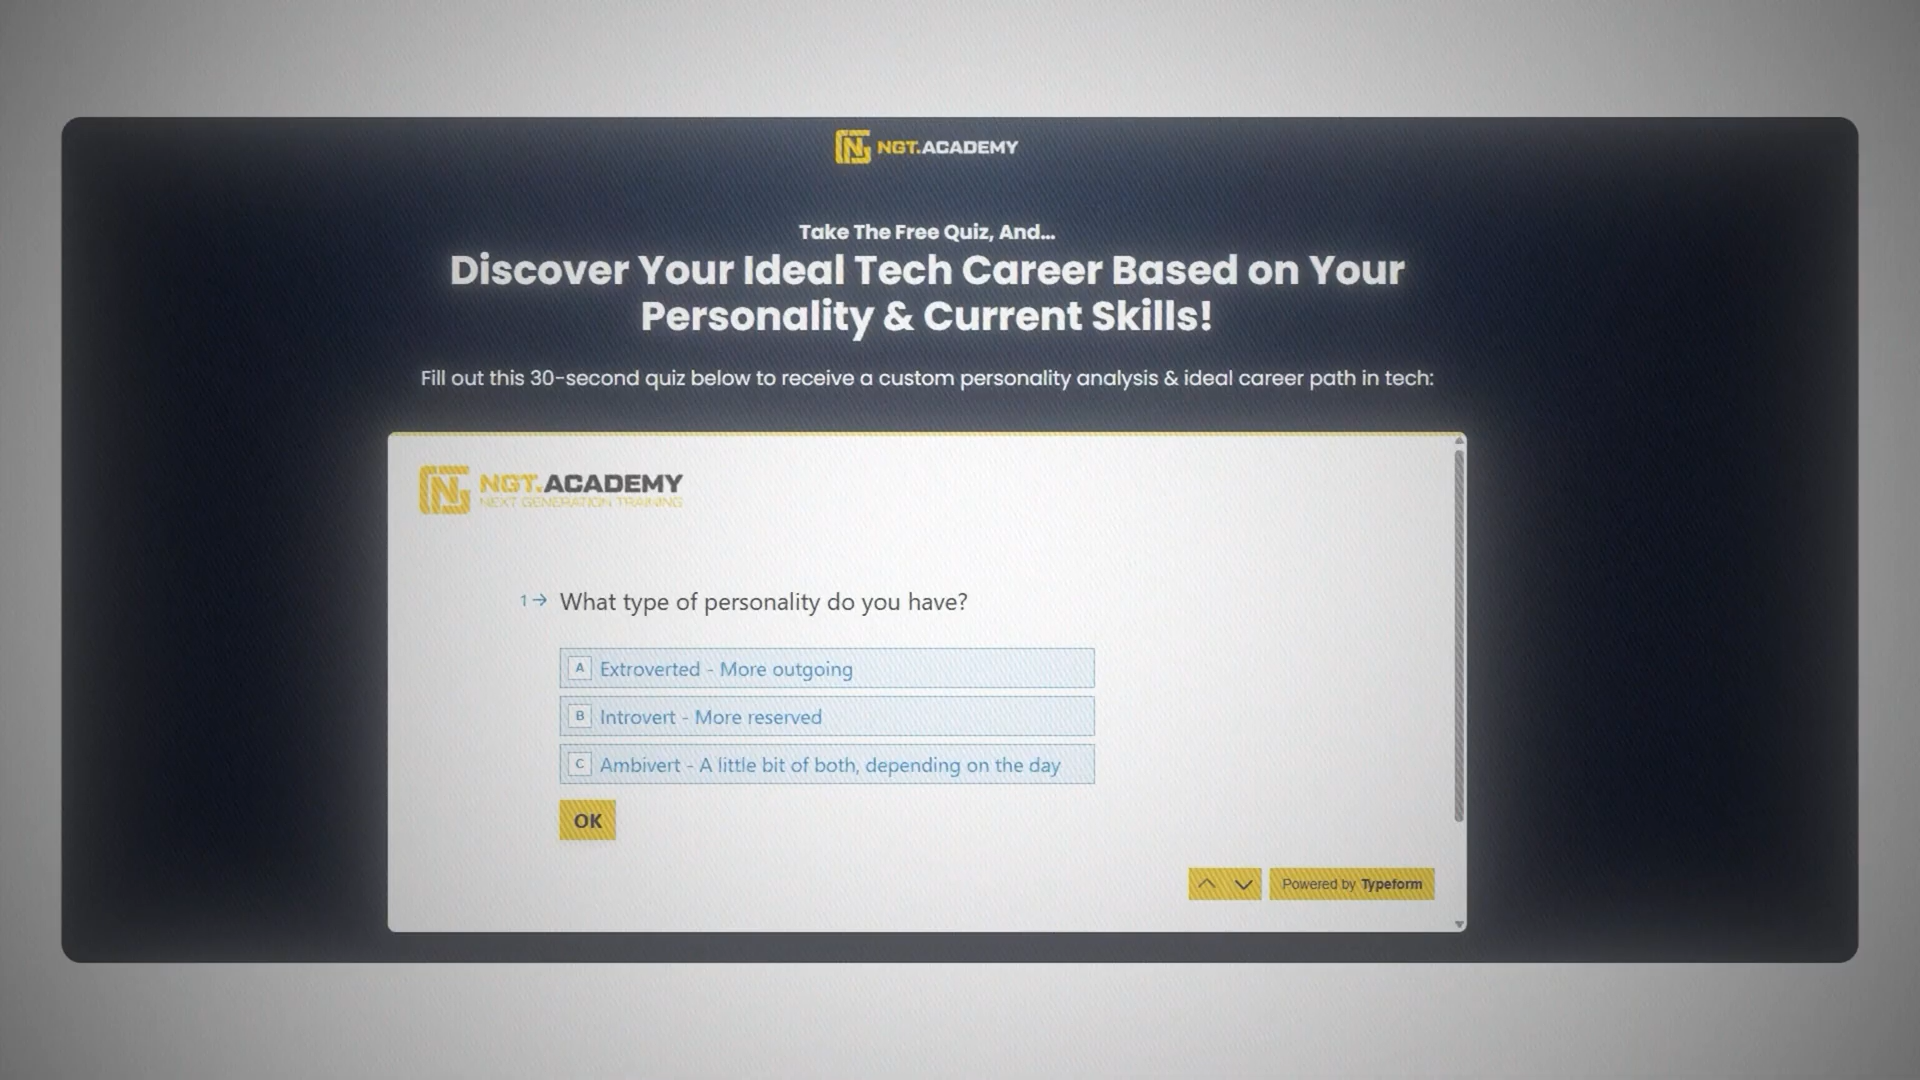 NGT.ACADEMY
Take The Free Quiz, And...
Discover Your Ideal Tech Career Based on Your
Personality & Current Skills!
Fill out this 30-second quiz below to receive a custom personality analysis & ideal career path in tech:
NGT.ACADEMY
NEXT GENERATION TRAINING
1 → What type of personality do you have?
A Extroverted - More outgoing
B Introvert - More reserved
C Ambivert - A little bit of both, depending on the day
OK
Powered by Typeform